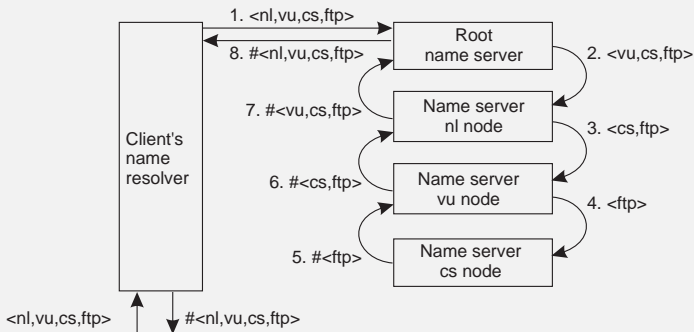 1. <nl,vu,cs,ftp>
Root
name server
8. #<nl,vu,cs,ftp>
2. <vu,cs,ftp>
7. #<vu,cs,ftp>
Name server
nl node
Client's
name
resolver
3. <cs,ftp>
6. #<cs,ftp>
Name server
vu node
4. <ftp>
5. #<ftp>
Name server
cs node
<nl,vu,cs,ftp>
#<nl,vu,cs,ftp>